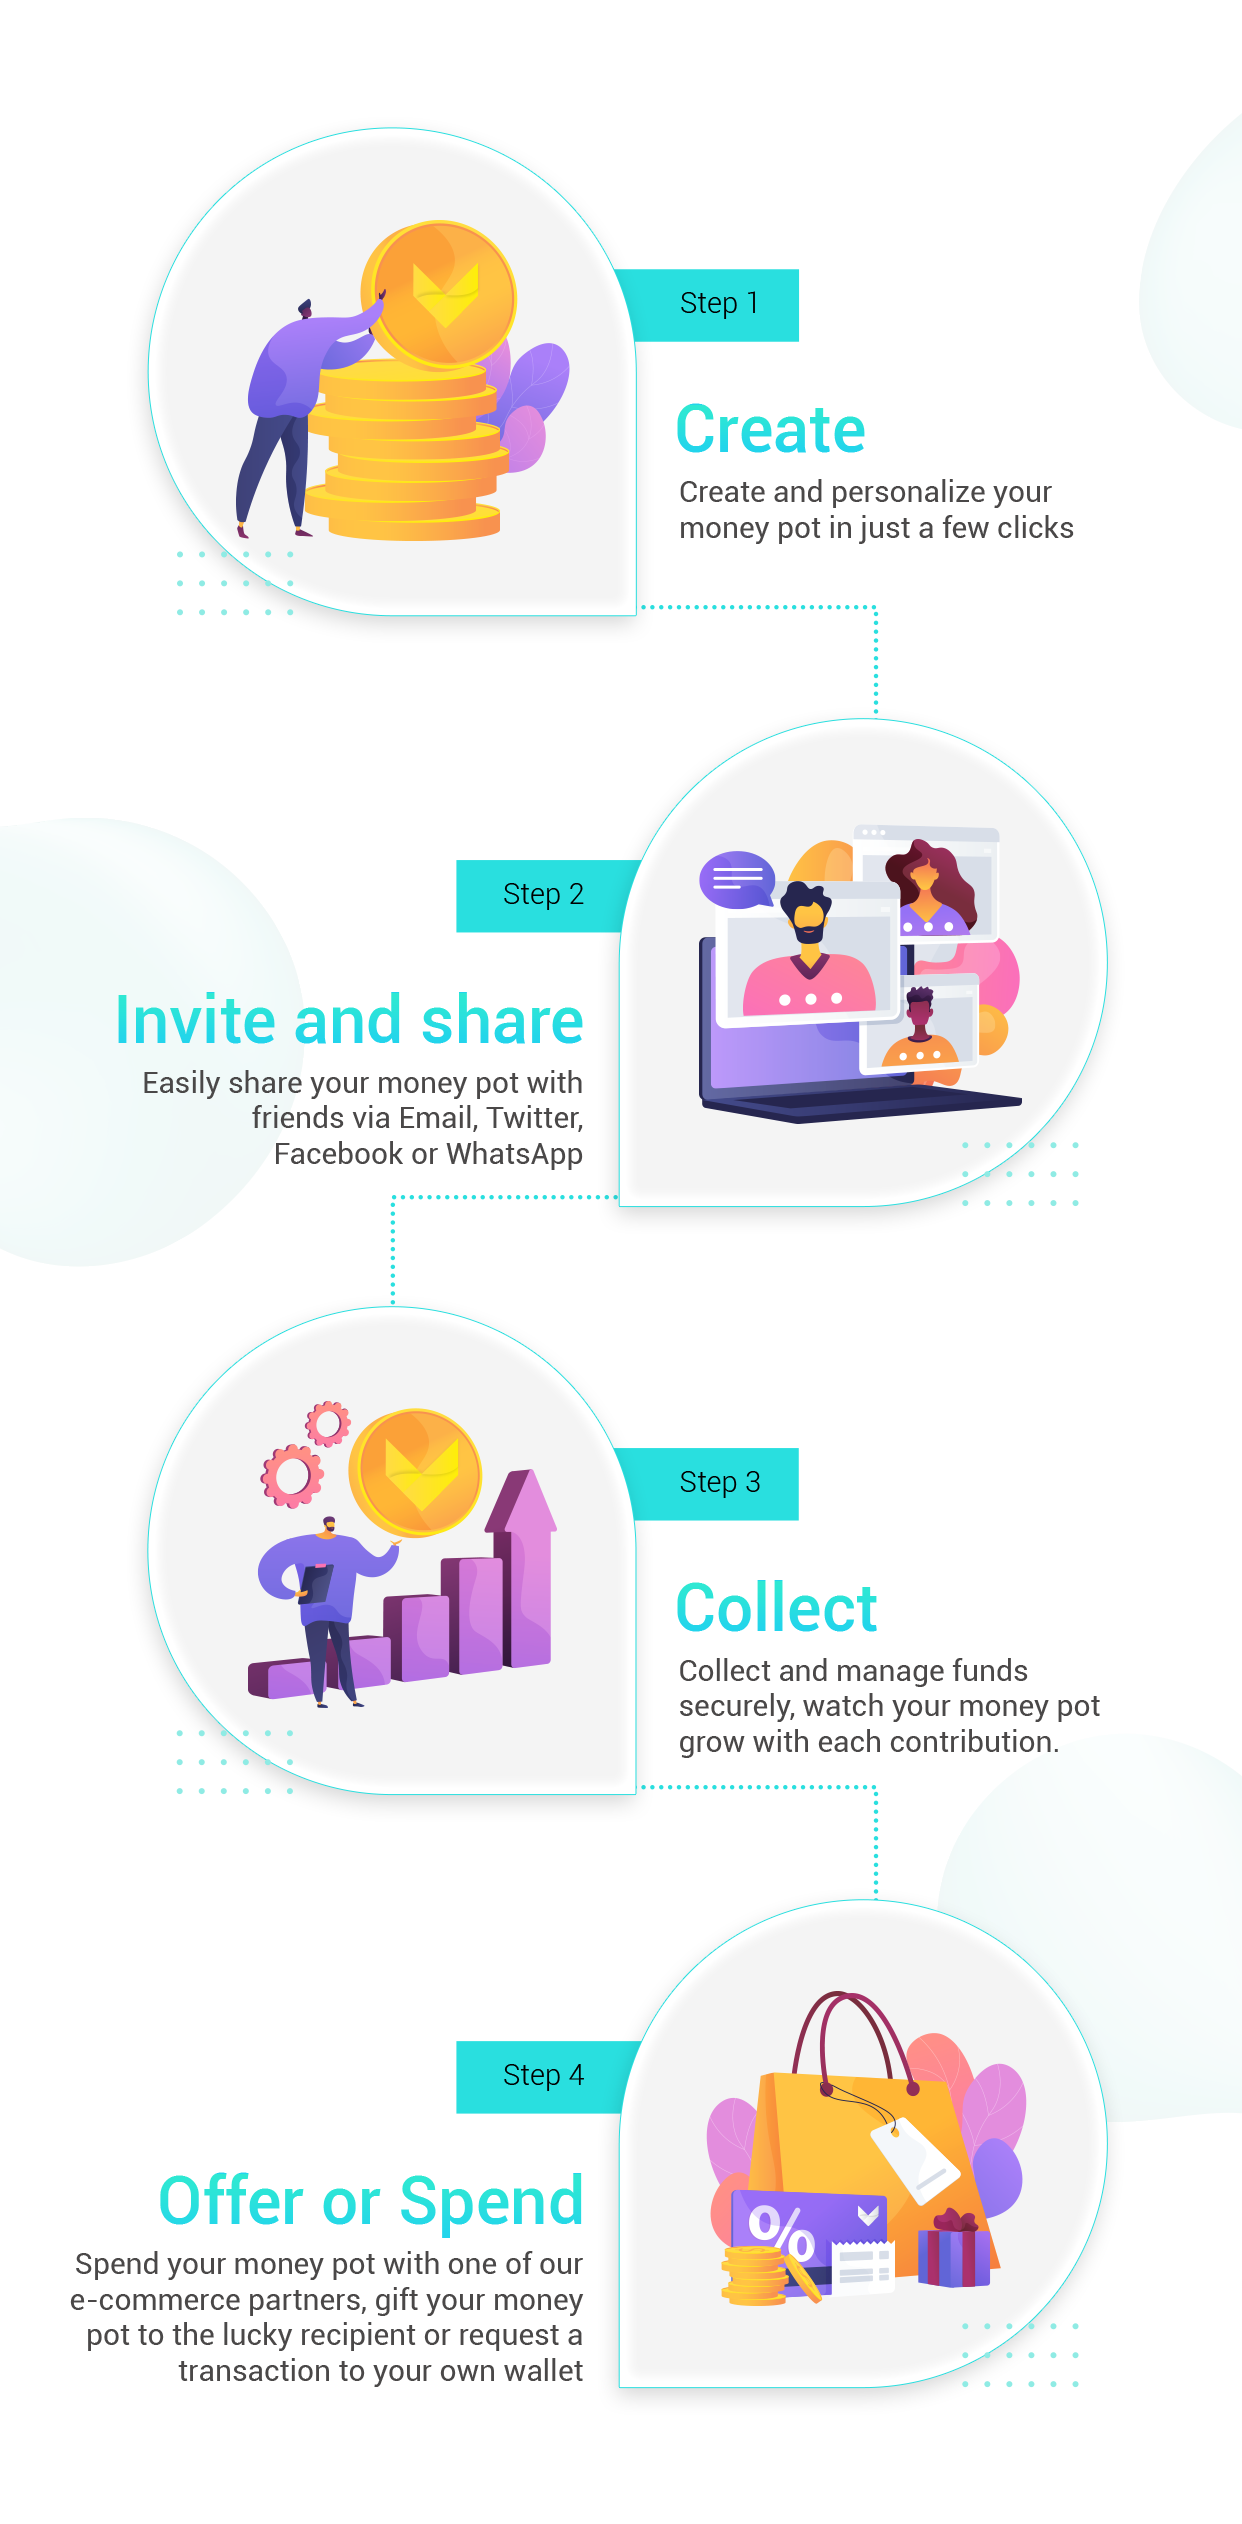 Step 1
Create
Create and personalize your
money pot in just a few clicks
Step 2
Invite and share
Easily share your money pot with
friends via Email, Twitter,
Facebook or WhatsApp
Step 3
Collect
Collect and manage funds
securely, watch your money pot
grow with each contribution.
Step 4
Offer or Spend
Spend your money pot with one of our
e-commerce partners, gift your money
pot to the lucky recipient or request a
transaction to your own wallet
%